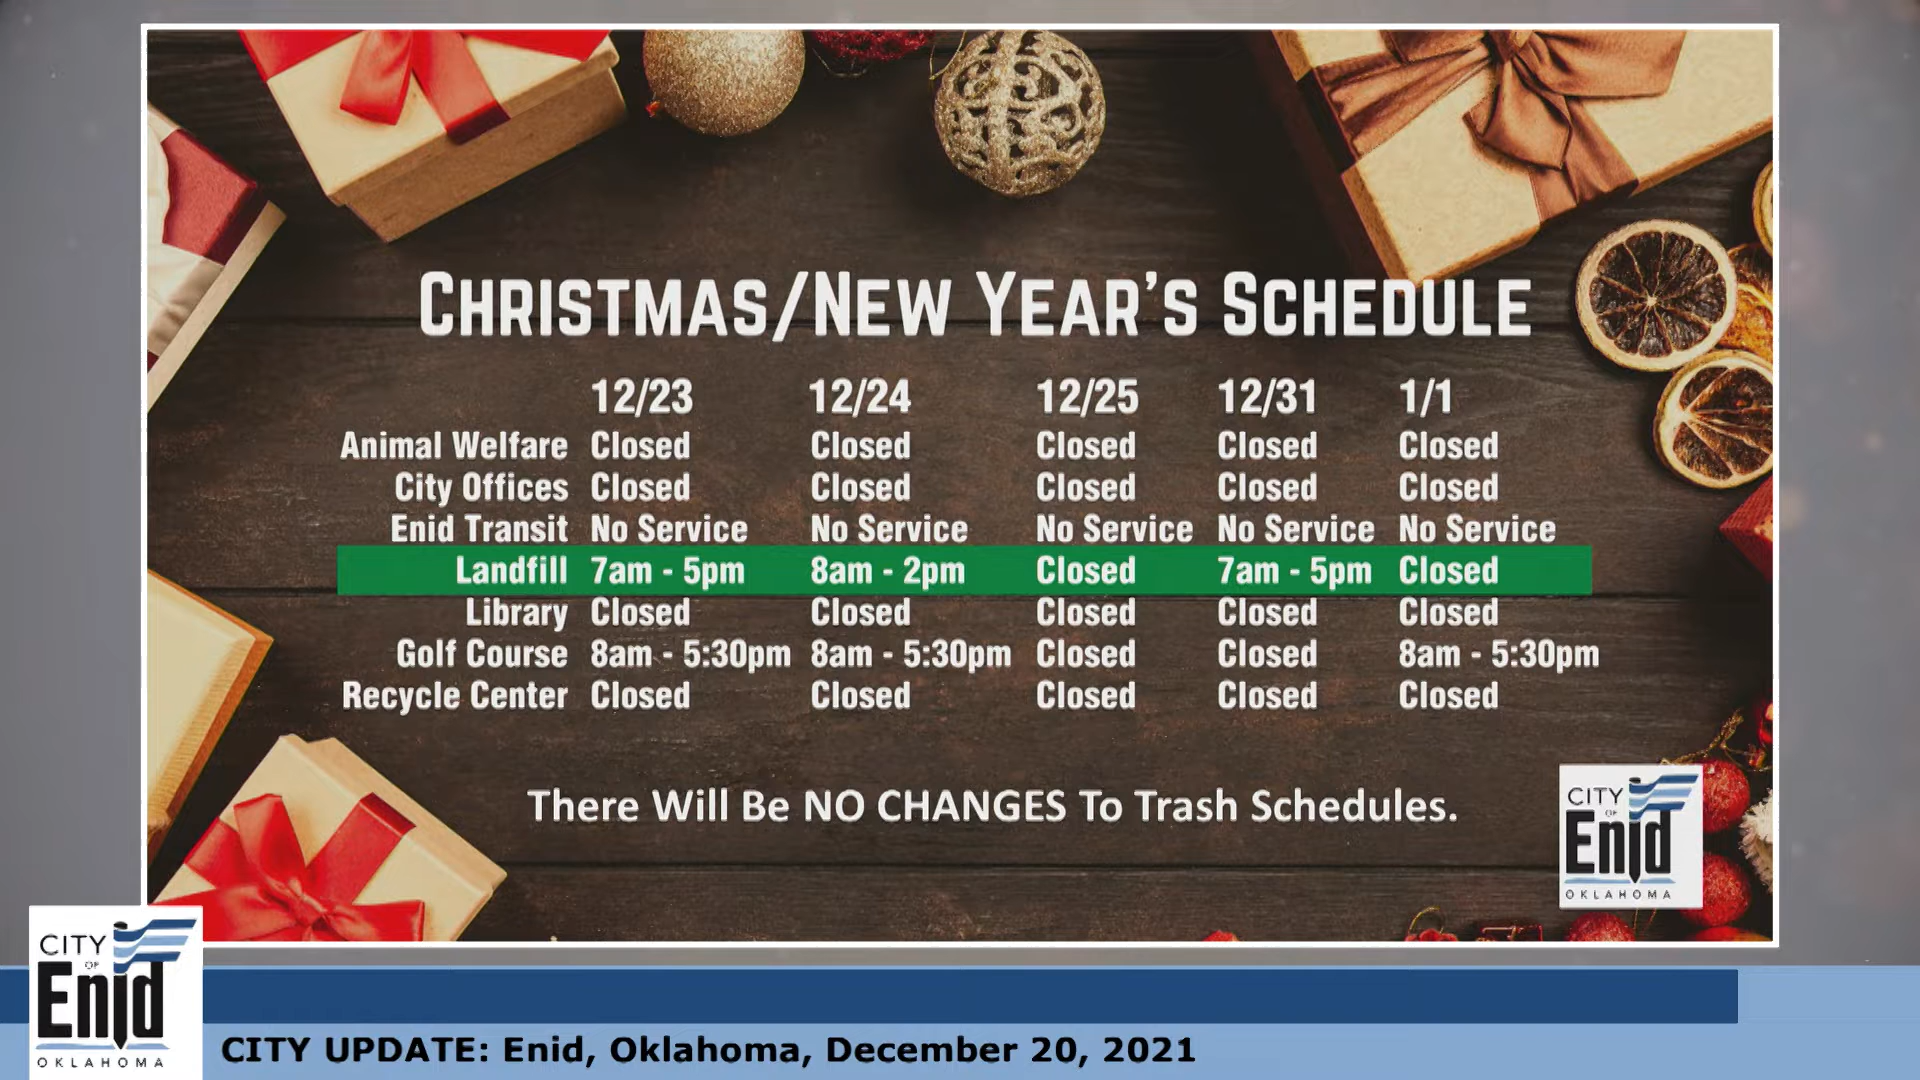 CHRISTMAS/NEW YEAR'S SCHEDULE
12/23 12/24 12/25 12/31 1/1
Animal Welfare Closed Closed Closed Closed Closed
City Offices Closed Closed Closed Closed Closed
Enid Transit No Service No Service No Service No Service No Service
Landfill 7am - 5pm 8am - 2pm Closed 7am - 5pm Closed
Library Closed Closed Closed Closed Closed
Golf Course 8am - 5:30pm 8am - 5:30pm Closed Closed 8am - 5:30pm
Recycle Center Closed Closed Closed Closed Closed
There Will Be NO CHANGES To Trash Schedules.
CITY
OF
Enid
OKLAHOMA
CITY
OF
Enid
OKLAHOMA
CITY UPDATE: Enid, Oklahoma, December 20, 2021